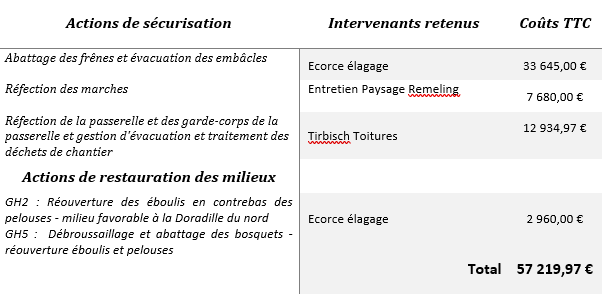 Actions de sécurisation Intervenants retenus Coûts TTC
Abattage des frênes et évacuation des embâcles
Ecorce élagage 33 645,00 €
Réfection des marches Entretien Paysage Remeling
7 680,00 €
Réfection de la passerelle et des garde-corps de la
passerelle et gestion d'évacuation et traitement des
déchets de chantier
Tirbisch Toitures 12 934,97 €
Actions de restauration des milieux
GH2 : Réouverture des éboulis en contrebas des
pelouses - milieu favorable à la Doradille du nord
GH5 : Débroussaillage et abattage des bosquets -
réouverture éboulis et pelouses
Ecorce élagage 2 960,00 €
Total 57 219,97 €